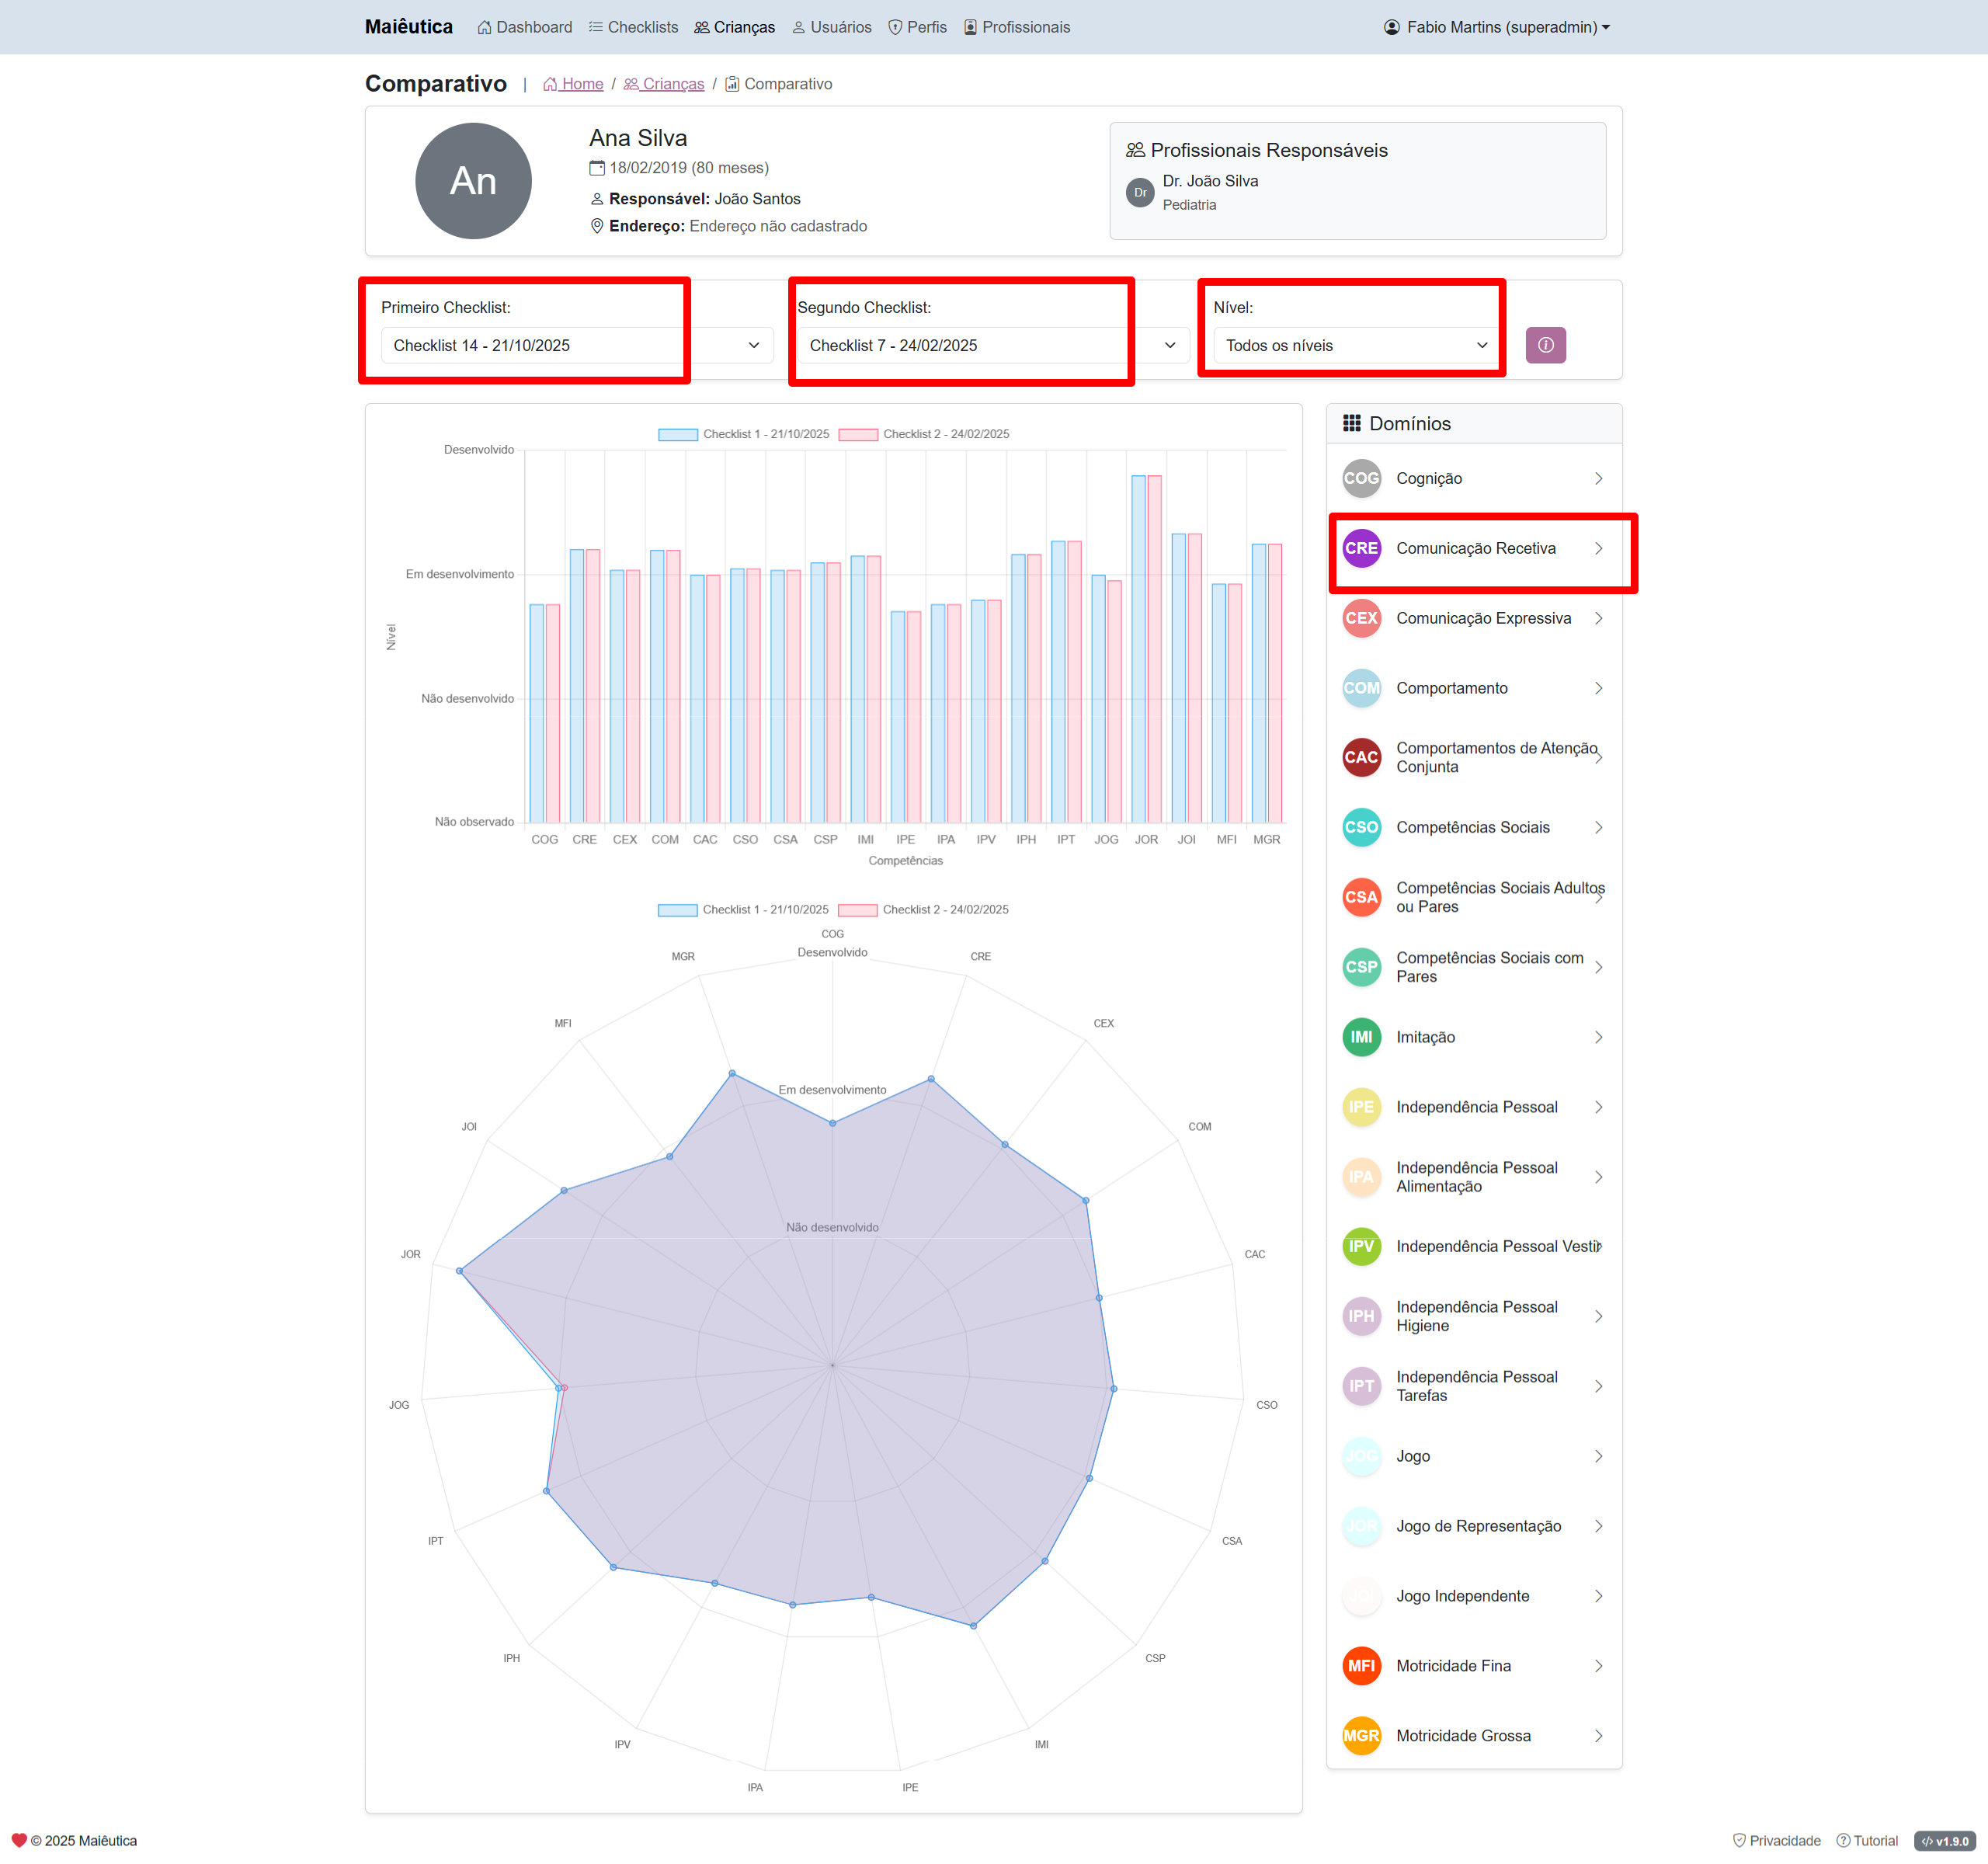 Maiêutica Dashboard Checklists Crianças Usuários Perfis Profissionais Fabio Martins (superadmin)
Comparativo | Home / Crianças / Comparativo
An
Ana Silva
18/02/2019 (80 meses)
Responsável: João Santos
Endereço: Endereço não cadastrado
Profissionais Responsáveis
Dr
Dr. João Silva
Pediatria
Primeiro Checklist:
Checklist 14 - 21/10/2025
Segundo Checklist:
Checklist 7 - 24/02/2025
Nível:
Todos os níveis
Checklist 1 - 21/10/2025 Checklist 2 - 24/02/2025
Desenvolvido
Em desenvolvimento
Nível
Não desenvolvido
Não observado
COG CRE CEX COM CAC CSO CSA CSP IMI IPE IPA IPV IPH IPT JOG JOR JOI MFI MGR
Competências
Checklist 1 - 21/10/2025 Checklist 2 - 24/02/2025
COG
Desenvolvido
MGR CRE
MFI CEX
Em desenvolvimento
JOI COM
Não desenvolvido
JOR CAC
JOG CSO
IPT CSA
IPH CSP
IPV IMI
IPA IPE
Domínios
COG Cognição
CRE Comunicação Recetiva
CEX Comunicação Expressiva
COM Comportamento
CAC Comportamentos de Atenção
Conjunta
CSO Competências Sociais
CSA Competências Sociais Adultos
ou Pares
CSP Competências Sociais com
Pares
IMI Imitação
IPE Independência Pessoal
IPA Independência Pessoal
Alimentação
IPV Independência Pessoal Vestir
IPH Independência Pessoal
Higiene
IPT Independência Pessoal
Tarefas
JOG Jogo
JOR Jogo de Representação
Jogo Independente
MFI Motricidade Fina
MGR Motricidade Grossa
© 2025 Maiêutica
Privacidade Tutorial v1.9.0